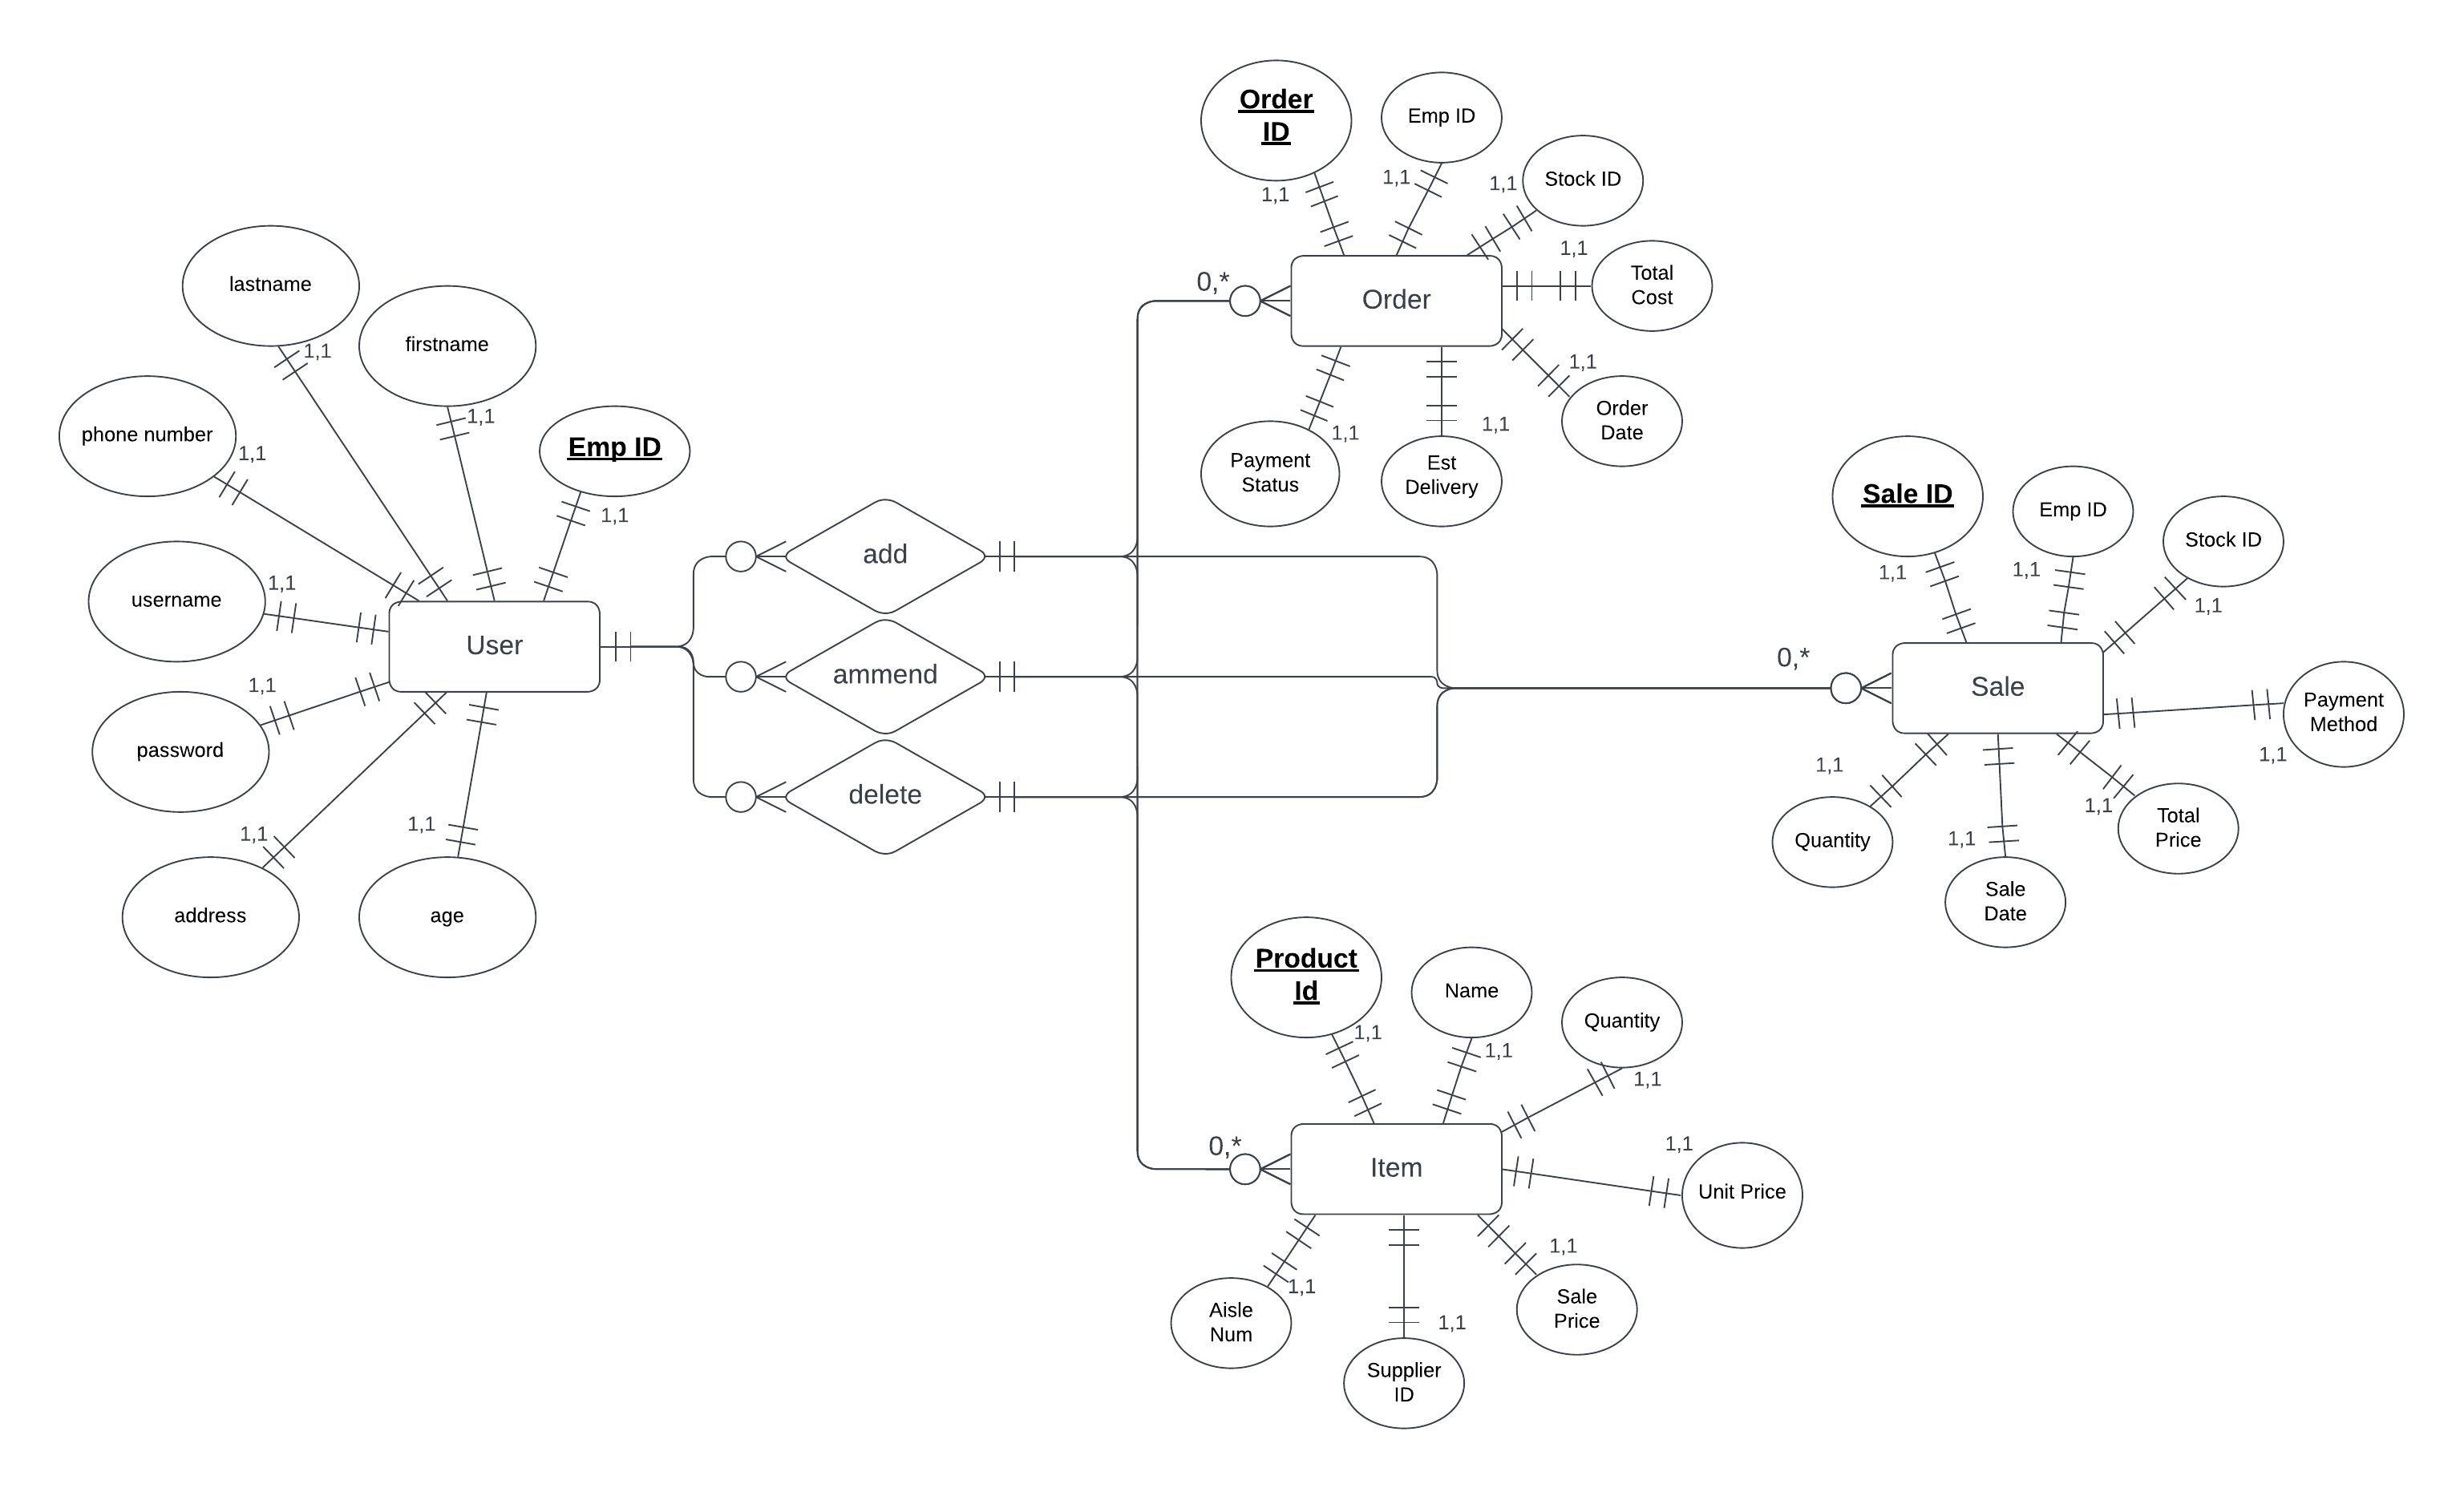 Order
ID
Emp ID
1,1
1,1
1,1
Stock ID
0,*
Order
1,1
Total
Cost
1,1
Order
Date
1,1
Payment
Status
1,1
Est
Delivery
lastname
1,1
firstname
1,1
phone number
1,1
Emp ID
1,1
username
1,1
User
password
1,1
address
1,1
age
1,1
add
ammend
delete
Sale ID
1,1
Emp ID
1,1
Stock ID
1,1
0,*
Sale
Payment
Method
1,1
1,1
Quantity
1,1
Sale
Date
1,1
Total
Price
Product
Id
1,1
Name
1,1
Quantity
1,1
0,*
Item
1,1
Unit Price
1,1
Sale
Price
1,1
Aisle
Num
1,1
Supplier
ID